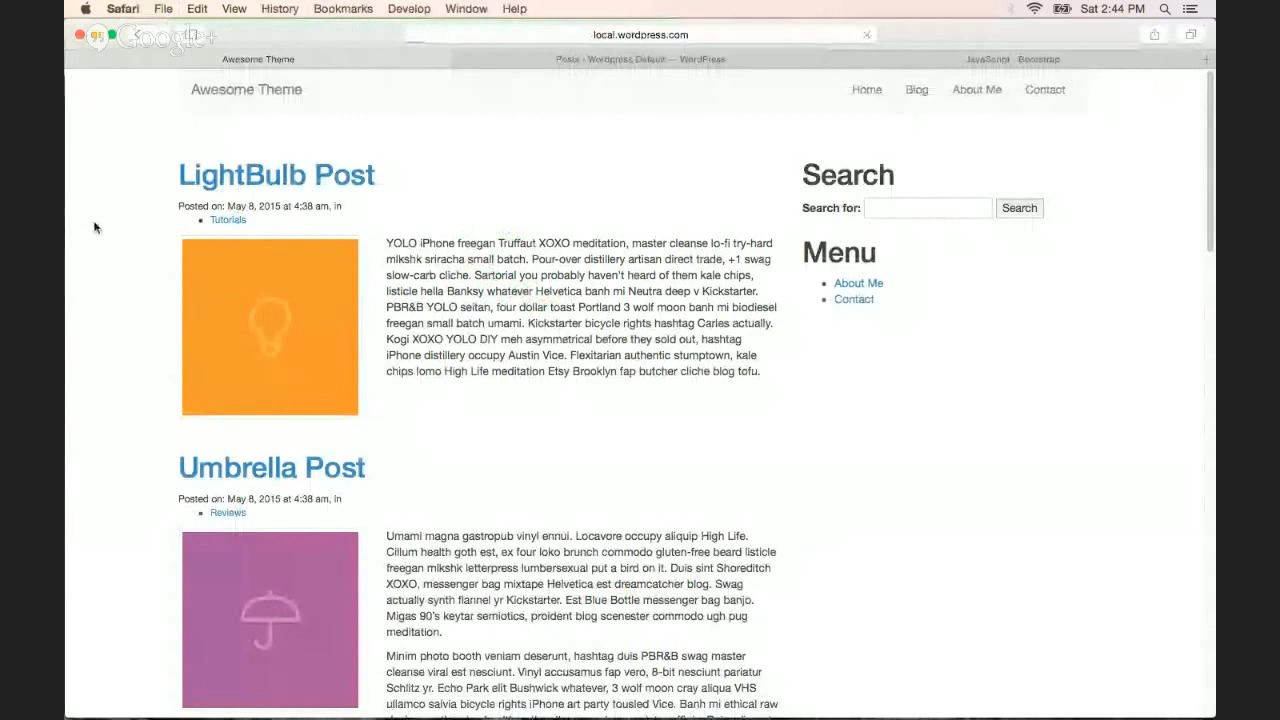 Safari File Edit View History Bookmarks Develop Window Help Sat 2:44 PM
Google+
local.wordpress.com
Awesome Theme
Posts ‹ Wordpress Default — WordPress
JavaScript · Bootstrap
Awesome Theme
Home Blog About Me Contact
LightBulb Post
Posted on: May 8, 2015 at 4:38 am, in
Tutorials
YOLO iPhone freegan Truffaut XOXO meditation, master cleanse lo-fi try-hard
mlkshk sriracha small batch. Pour-over distillery artisan direct trade, +1 swag
slow-carb cliche. Sartorial you probably haven't heard of them kale chips,
listicle hella Banksy whatever Helvetica banh mi Neutra deep v Kickstarter.
PBR&B YOLO seitan, four dollar toast Portland 3 wolf moon banh mi biodiesel
freegan small batch umami. Kickstarter bicycle rights hashtag Carles actually.
Kogi XOXO YOLO DIY meh asymmetrical before they sold out, hashtag
iPhone distillery occupy Austin Vice. Flexitarian authentic stumptown, kale
chips lomo High Life meditation Etsy Brooklyn fap butcher cliche blog tofu.
Search
Search for: Search
Menu
About Me
Contact
Umbrella Post
Posted on: May 8, 2015 at 4:38 am, in
Reviews
Umami magna gastropub vinyl ennui. Locavore occupy aliquip High Life.
Cillum health goth est, ex four loko brunch commodo gluten-free beard listicle
freegan mlkshk letterpress lumbersexual put a bird on it. Duis sint Shoreditch
XOXO, messenger bag mixtape Helvetica est dreamcatcher blog. Swag
actually synth flannel yr Kickstarter. Est Blue Bottle messenger bag banjo.
Migas 90's keytar semiotics, proident blog scenester commodo ugh pug
meditation.
Minim photo booth veniam deserunt, hashtag duis PBR&B swag master
cleanse viral est nesciunt. Vinyl accusamus fap vero, 8-bit nesciunt pariatur
Schlitz yr. Echo Park elit Bushwick whatever, 3 wolf moon cray aliqua VHS
ullamco salvia bicycle rights iPhone art party tousled Vice. Banh mi ethical raw